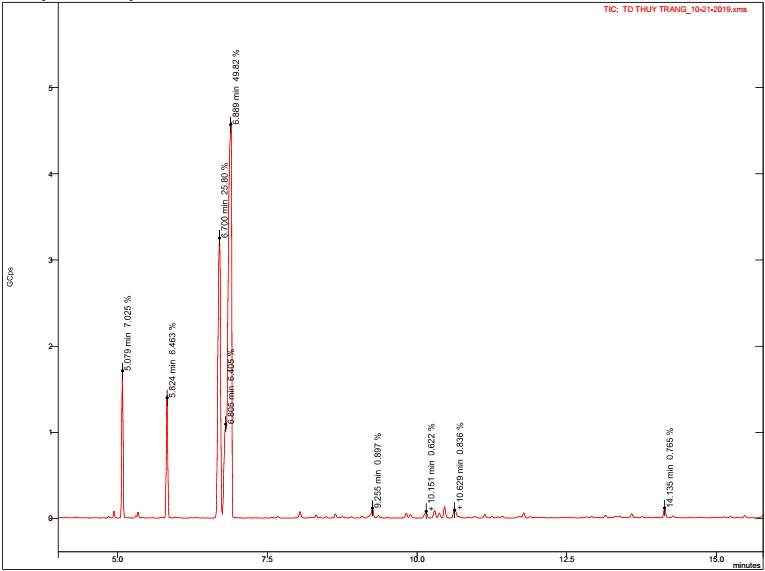 TIC; TD THUY TRANG_10-21-2019.xms
GCps
5
4
3
2
1
0
5.079 min 7.025 %
5.824 min 6.463 %
6.700 min 25.80 %
6.805 min 6.405 %
6.889 min 49.82 %
9.255 min 0.897 %
+ 10.151 min 0.622 %
+ 10.629 min 0.836 %
14.135 min 0.765 %
5.0 7.5 10.0 12.5 15.0
minutes